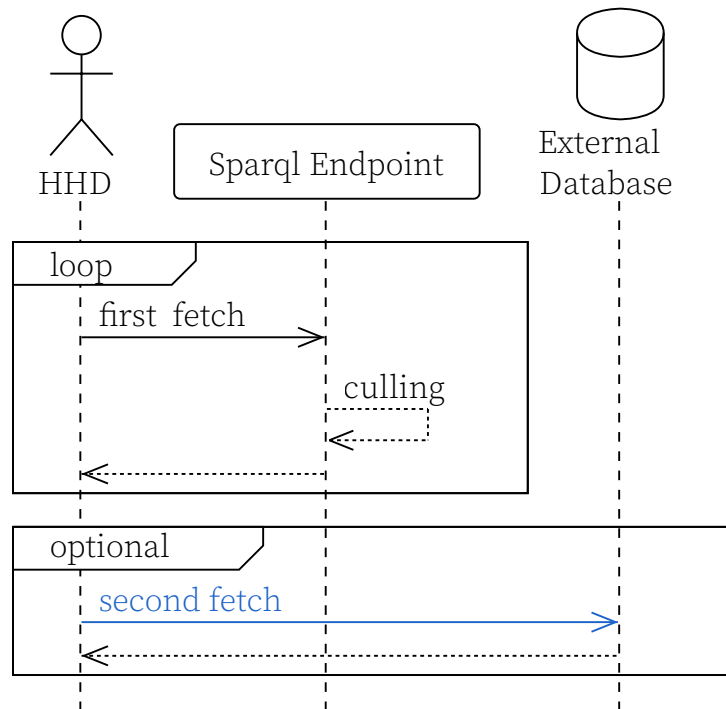 HHD
Sparql Endpoint
External
Database
loop
first fetch
culling
optional
second fetch